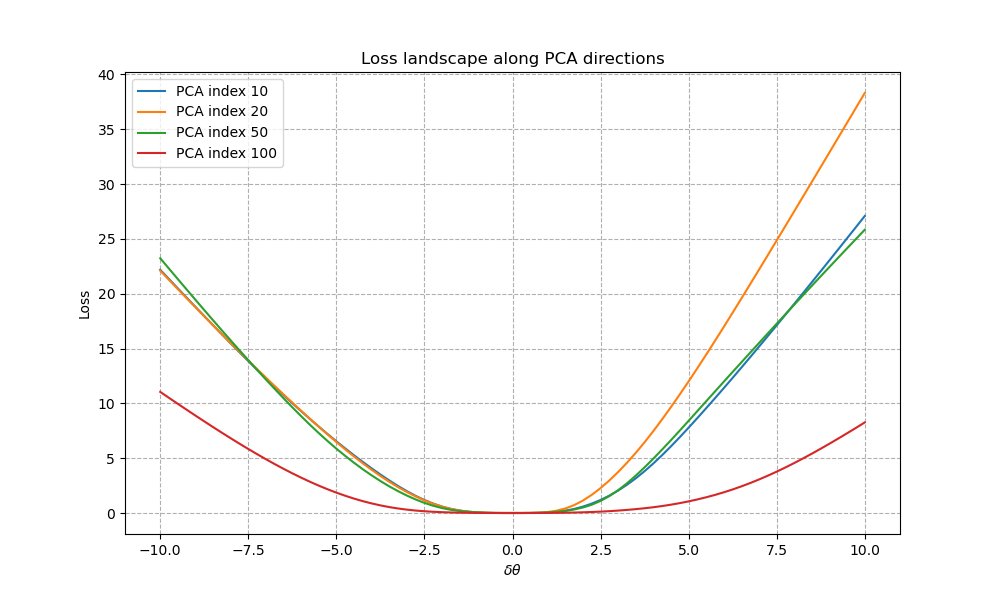 Loss landscape along PCA directions
40
35
30
25
20
15
10
5
0
Loss
PCA index 10
PCA index 20
PCA index 50
PCA index 100
−10.0 −7.5 −5.0 −2.5 0.0 2.5 5.0 7.5 10.0
δθ